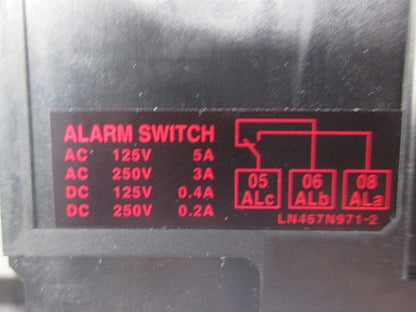 ALARM SWITCH
AC 125V 5A
AC 250V 3A
DC 125V 0.4A
DC 250V 0.2A
05 06 08
ALc ALb ALa
LN467N971-2